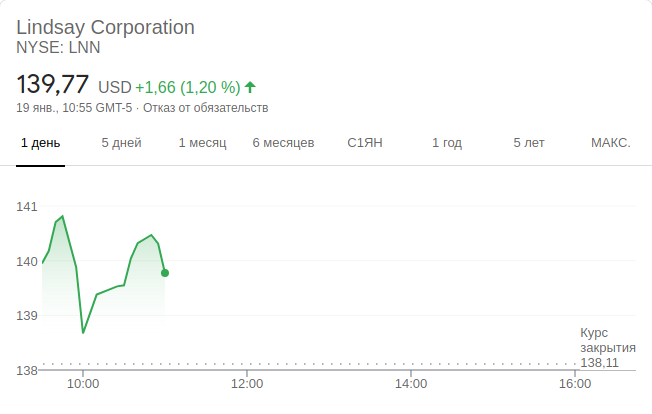 Lindsay Corporation
NYSE: LNN
139,77 USD +1,66 (1,20 %)
19 янв., 10:55 GMT-5 · Отказ от обязательств
1 день 5 дней 1 месяц 6 месяцев С1ЯН 1 год 5 лет МАКС.
141
140
139
Курс
закрытия
138,11
138
10:00 12:00 14:00 16:00